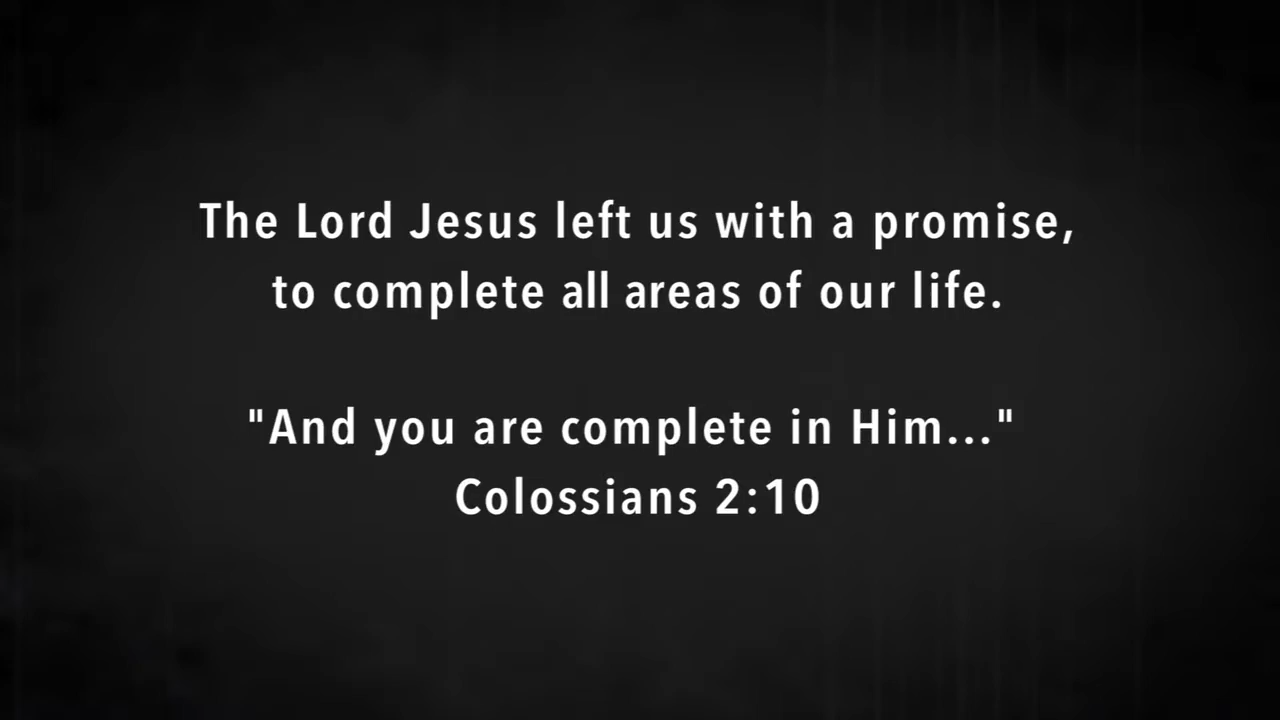 The Lord Jesus left us with a promise,
to complete all areas of our life.
"And you are complete in Him..."
Colossians 2:10